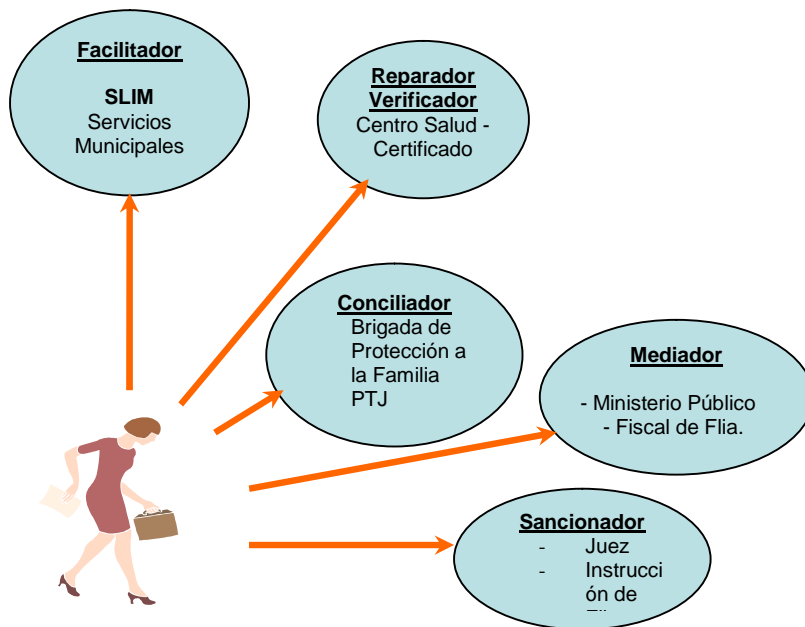 Facilitador
SLIM
Servicios
Municipales
Reparador
Verificador
Centro Salud -
Certificado
Conciliador
Brigada de
Protección a
la Familia
PTJ
Mediador
- Ministerio Público
- Fiscal de Flia.
Sancionador
- Juez
- Instrucci
ón de